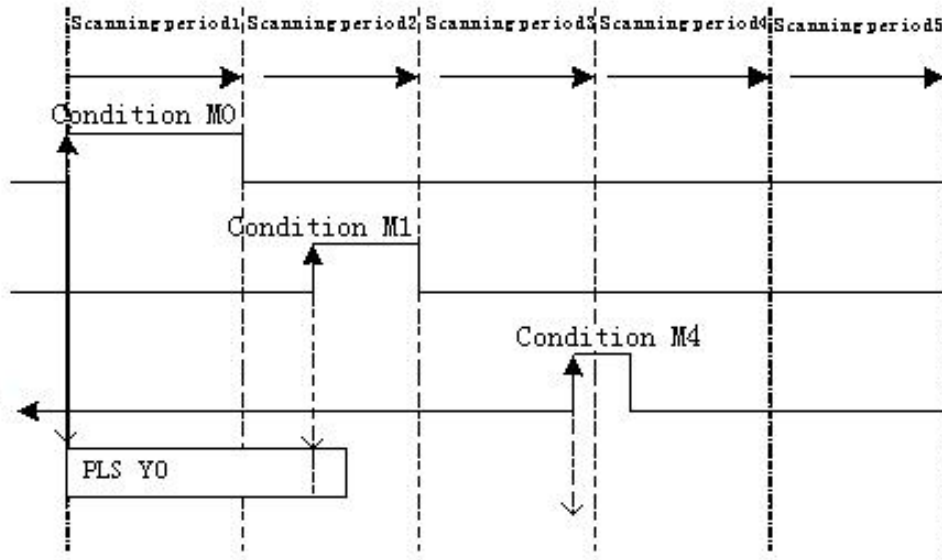 Scanning period1 Scanning period2 Scanning period3 Scanning period4 Scanning period5
Condition M0
Condition M1
Condition M4
PLS Y0